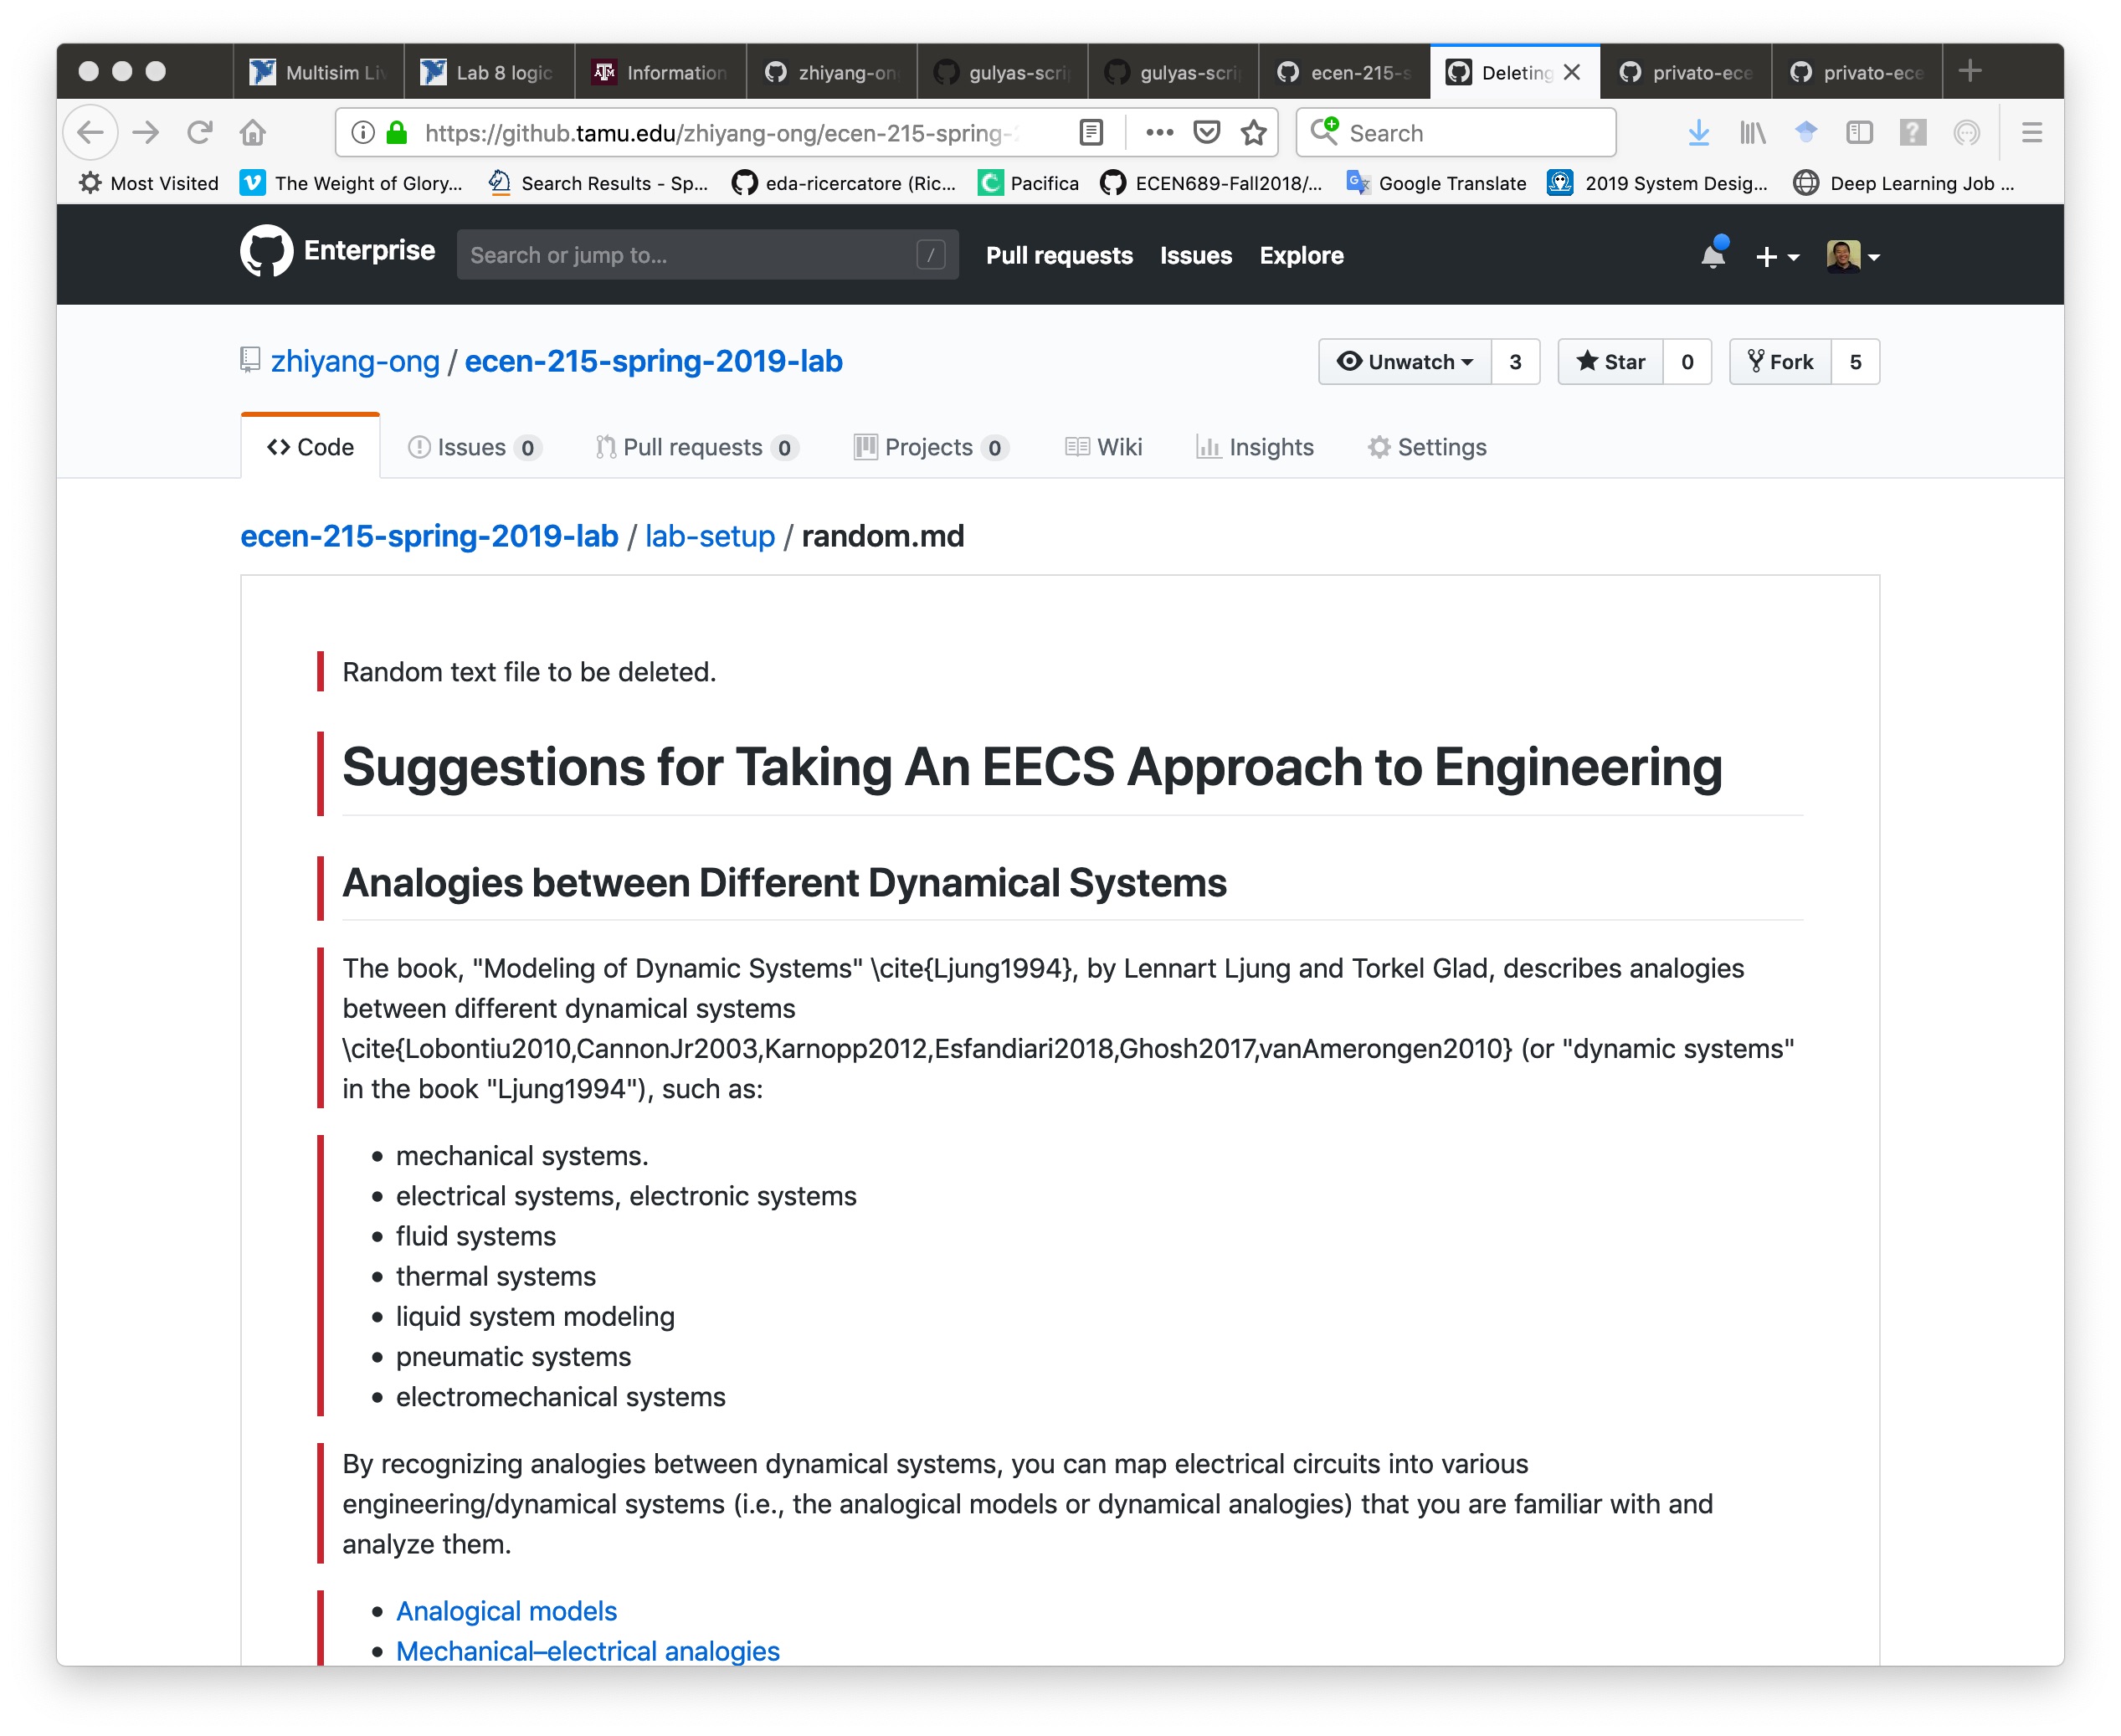 Multisim Li
Lab 8 logic
Information
zhiyang-on
gulyas-scri
gulyas-scri
ecen-215-s
Deleting
privato-ece
privato-ece
https://github.tamu.edu/zhiyang-ong/ecen-215-spring-
Search
Most Visited
The Weight of Glory...
Search Results - Sp...
eda-ricercatore (Ric...
Pacifica
ECEN689-Fall2018/...
Google Translate
2019 System Desig...
Deep Learning Job ...
Enterprise
Search or jump to...
/
Pull requests
Issues
Explore
zhiyang-ong / ecen-215-spring-2019-lab
Unwatch 3
Star 0
Fork 5
Code
Issues 0
Pull requests 0
Projects 0
Wiki
Insights
Settings
ecen-215-spring-2019-lab / lab-setup / random.md
Random text file to be deleted.
Suggestions for Taking An EECS Approach to Engineering
Analogies between Different Dynamical Systems
The book, "Modeling of Dynamic Systems" \cite{Ljung1994}, by Lennart Ljung and Torkel Glad, describes analogies
between different dynamical systems
\cite{Lobontiu2010,CannonJr2003,Karnopp2012,Esfandiari2018,Ghosh2017,vanAmerongen2010} (or "dynamic systems"
in the book "Ljung1994"), such as:
• mechanical systems.
• electrical systems, electronic systems
• fluid systems
• thermal systems
• liquid system modeling
• pneumatic systems
• electromechanical systems
By recognizing analogies between dynamical systems, you can map electrical circuits into various
engineering/dynamical systems (i.e., the analogical models or dynamical analogies) that you are familiar with and
analyze them.
• Analogical models
• Mechanical–electrical analogies